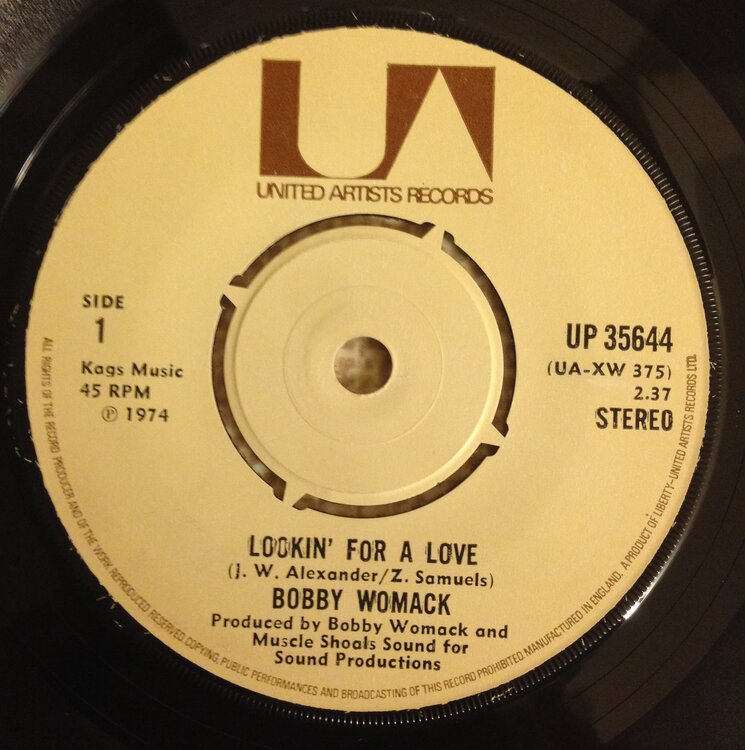 UA
UNITED ARTISTS RECORDS
SIDE
1
Kags Music
45 RPM
℗ 1974
UP 35644
(UA-XW 375)
2.37
STEREO
LOOKIN' FOR A LOVE
(J. W. Alexander/Z. Samuels)
BOBBY WOMACK
Produced by Bobby Womack and
Muscle Shoals Sound for
Sound Productions
ALL RIGHTS OF THE RECORD PRODUCER AND OF THE WORK REPRODUCED RESERVED. COPYING, PUBLIC PERFORMANCES AND BROADCASTING OF THIS RECORD PROHIBITED. MANUFACTURED IN ENGLAND. A PRODUCT OF LIBERTY-UNITED ARTISTS RECORDS LTD.